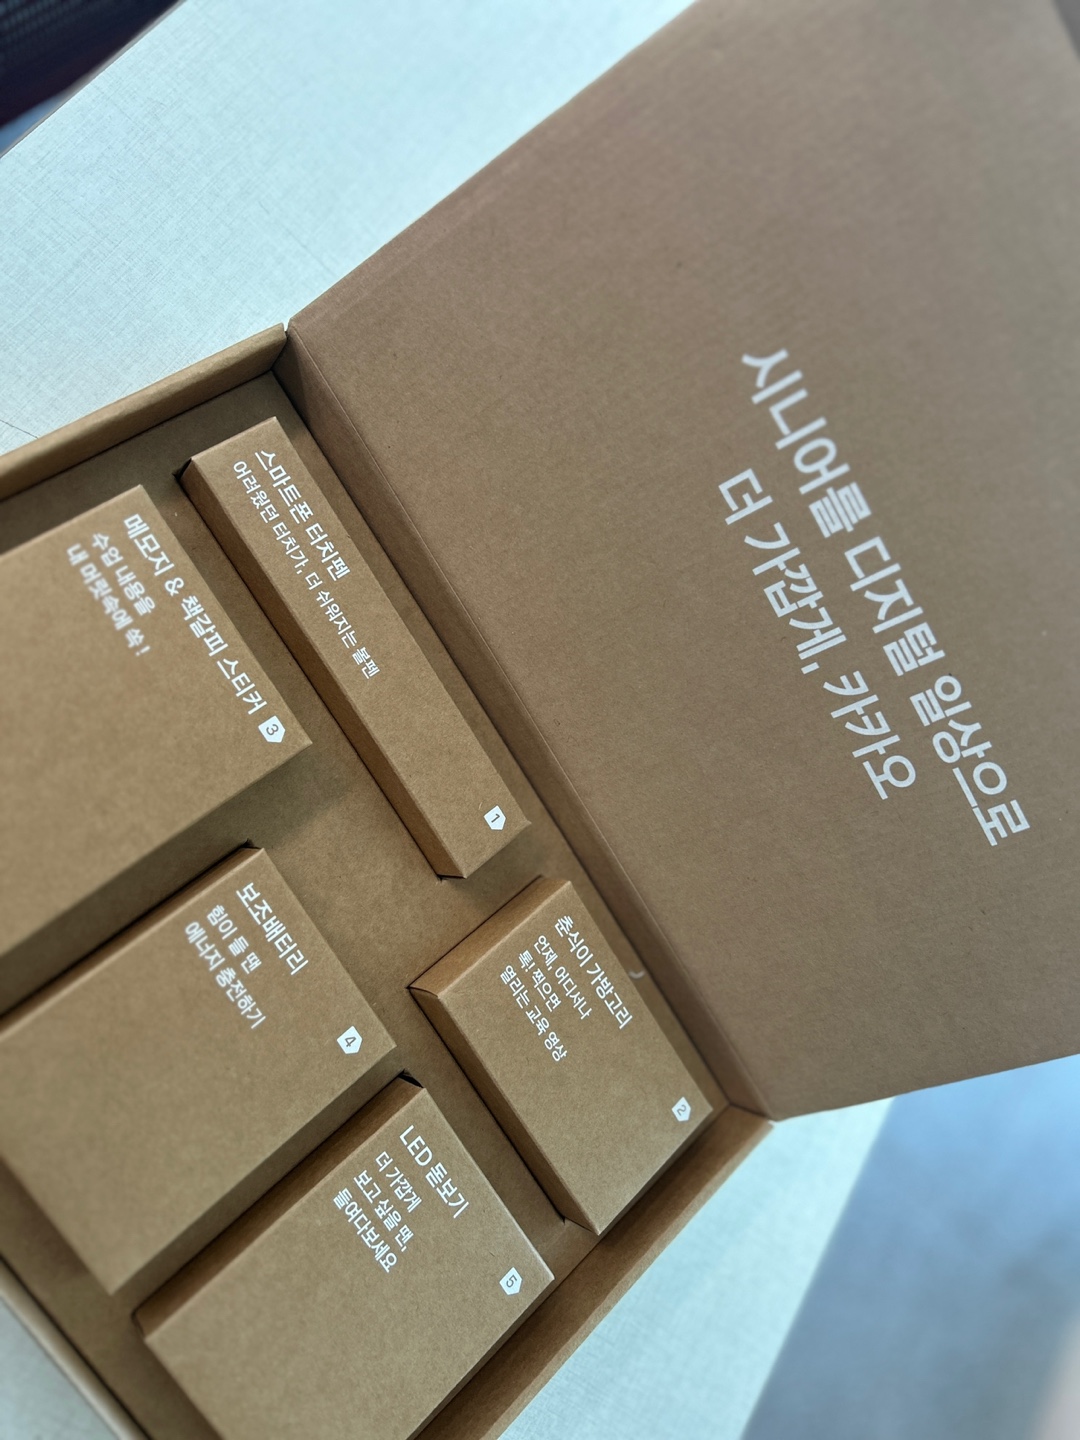 시니어를 디지털 일상으로
더 가깝게, 카카오
스마트폰 터치펜
어려웠던 터치가, 더 쉬워지는 볼펜
1
춘식이 가방고리
언제, 어디서나
톡! 찍으면
열리는 교육 영상
2
메모지 & 책갈피 스티커
수업 내용을
내 머릿속에 쏙!
3
보조배터리
힘이 들 땐
에너지 충전하기
4
LED 돋보기
더 가깝게
보고 싶을 땐,
들여다보세요
5